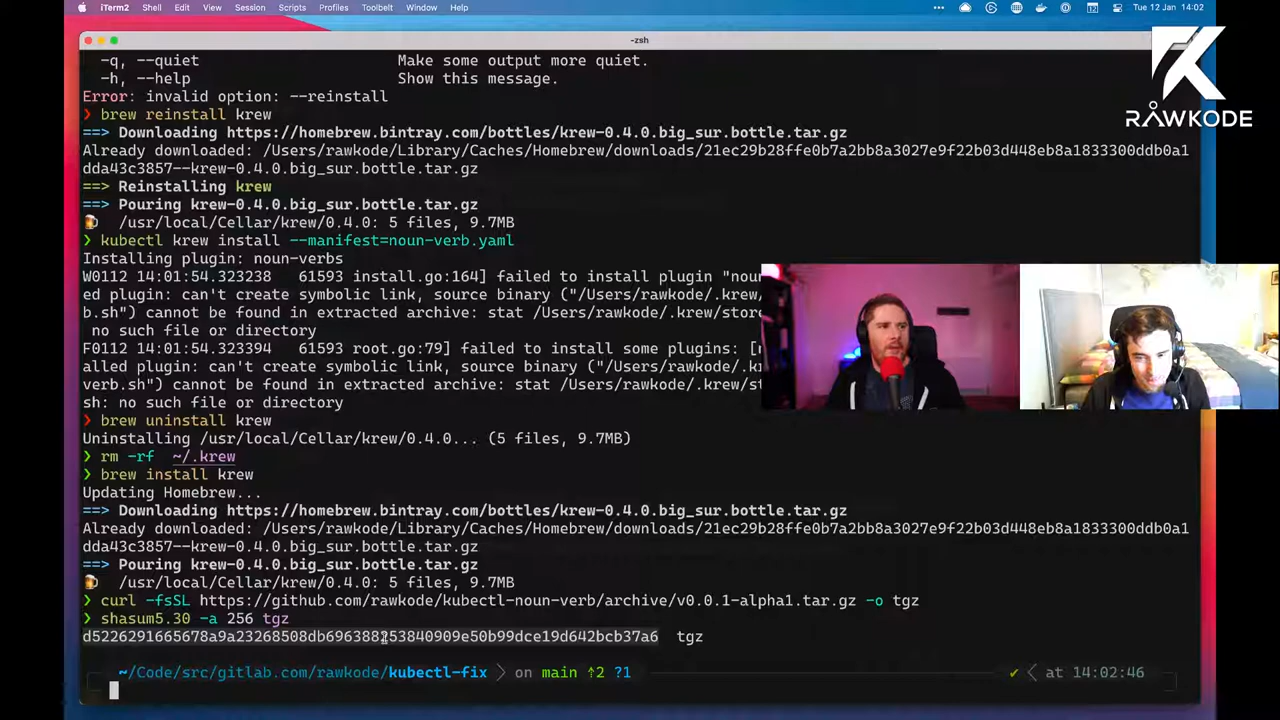 iTerm2 Shell Edit View Session Scripts Profiles Toolbelt Window Help Tue 12 Jan 14:02
-zsh
RAWKODE
-q, --quiet Make some output more quiet.
-h, --help Show this message.
Error: invalid option: --reinstall
❯ brew reinstall krew
==> Downloading https://homebrew.bintray.com/bottles/krew-0.4.0.big_sur.bottle.tar.gz
Already downloaded: /Users/rawkode/Library/Caches/Homebrew/downloads/21ec29b28ffe0b7a2bb8a3027e9f22b03d448eb8a1833300ddb0a1
dda43c3857--krew-0.4.0.big_sur.bottle.tar.gz
==> Reinstalling krew
==> Pouring krew-0.4.0.big_sur.bottle.tar.gz
🍺 /usr/local/Cellar/krew/0.4.0: 5 files, 9.7MB
❯ kubectl krew install --manifest=noun-verb.yaml
Installing plugin: noun-verbs
W0112 14:01:54.323238 61593 install.go:164] failed to install plugin "nou
ed plugin: can't create symbolic link, source binary ("/Users/rawkode/.krew/
b.sh") cannot be found in extracted archive: stat /Users/rawkode/.krew/stor
no such file or directory
F0112 14:01:54.323394 61593 root.go:79] failed to install some plugins: [n
alled plugin: can't create symbolic link, source binary ("/Users/rawkode/.k
verb.sh") cannot be found in extracted archive: stat /Users/rawkode/.krew/st
sh: no such file or directory
❯ brew uninstall krew
Uninstalling /usr/local/Cellar/krew/0.4.0... (5 files, 9.7MB)
❯ rm -rf ~/.krew
❯ brew install krew
Updating Homebrew...
==> Downloading https://homebrew.bintray.com/bottles/krew-0.4.0.big_sur.bottle.tar.gz
Already downloaded: /Users/rawkode/Library/Caches/Homebrew/downloads/21ec29b28ffe0b7a2bb8a3027e9f22b03d448eb8a1833300ddb0a1
dda43c3857--krew-0.4.0.big_sur.bottle.tar.gz
==> Pouring krew-0.4.0.big_sur.bottle.tar.gz
🍺 /usr/local/Cellar/krew/0.4.0: 5 files, 9.7MB
❯ curl -fsSL https://github.com/rawkode/kubectl-noun-verb/archive/v0.0.1-alpha1.tar.gz -o tgz
❯ shasum5.30 -a 256 tgz
tgz
~/Code/src/gitlab.com/rawkode/kubectl-fix on main ↑2 ?1 ✔ at 14:02:46